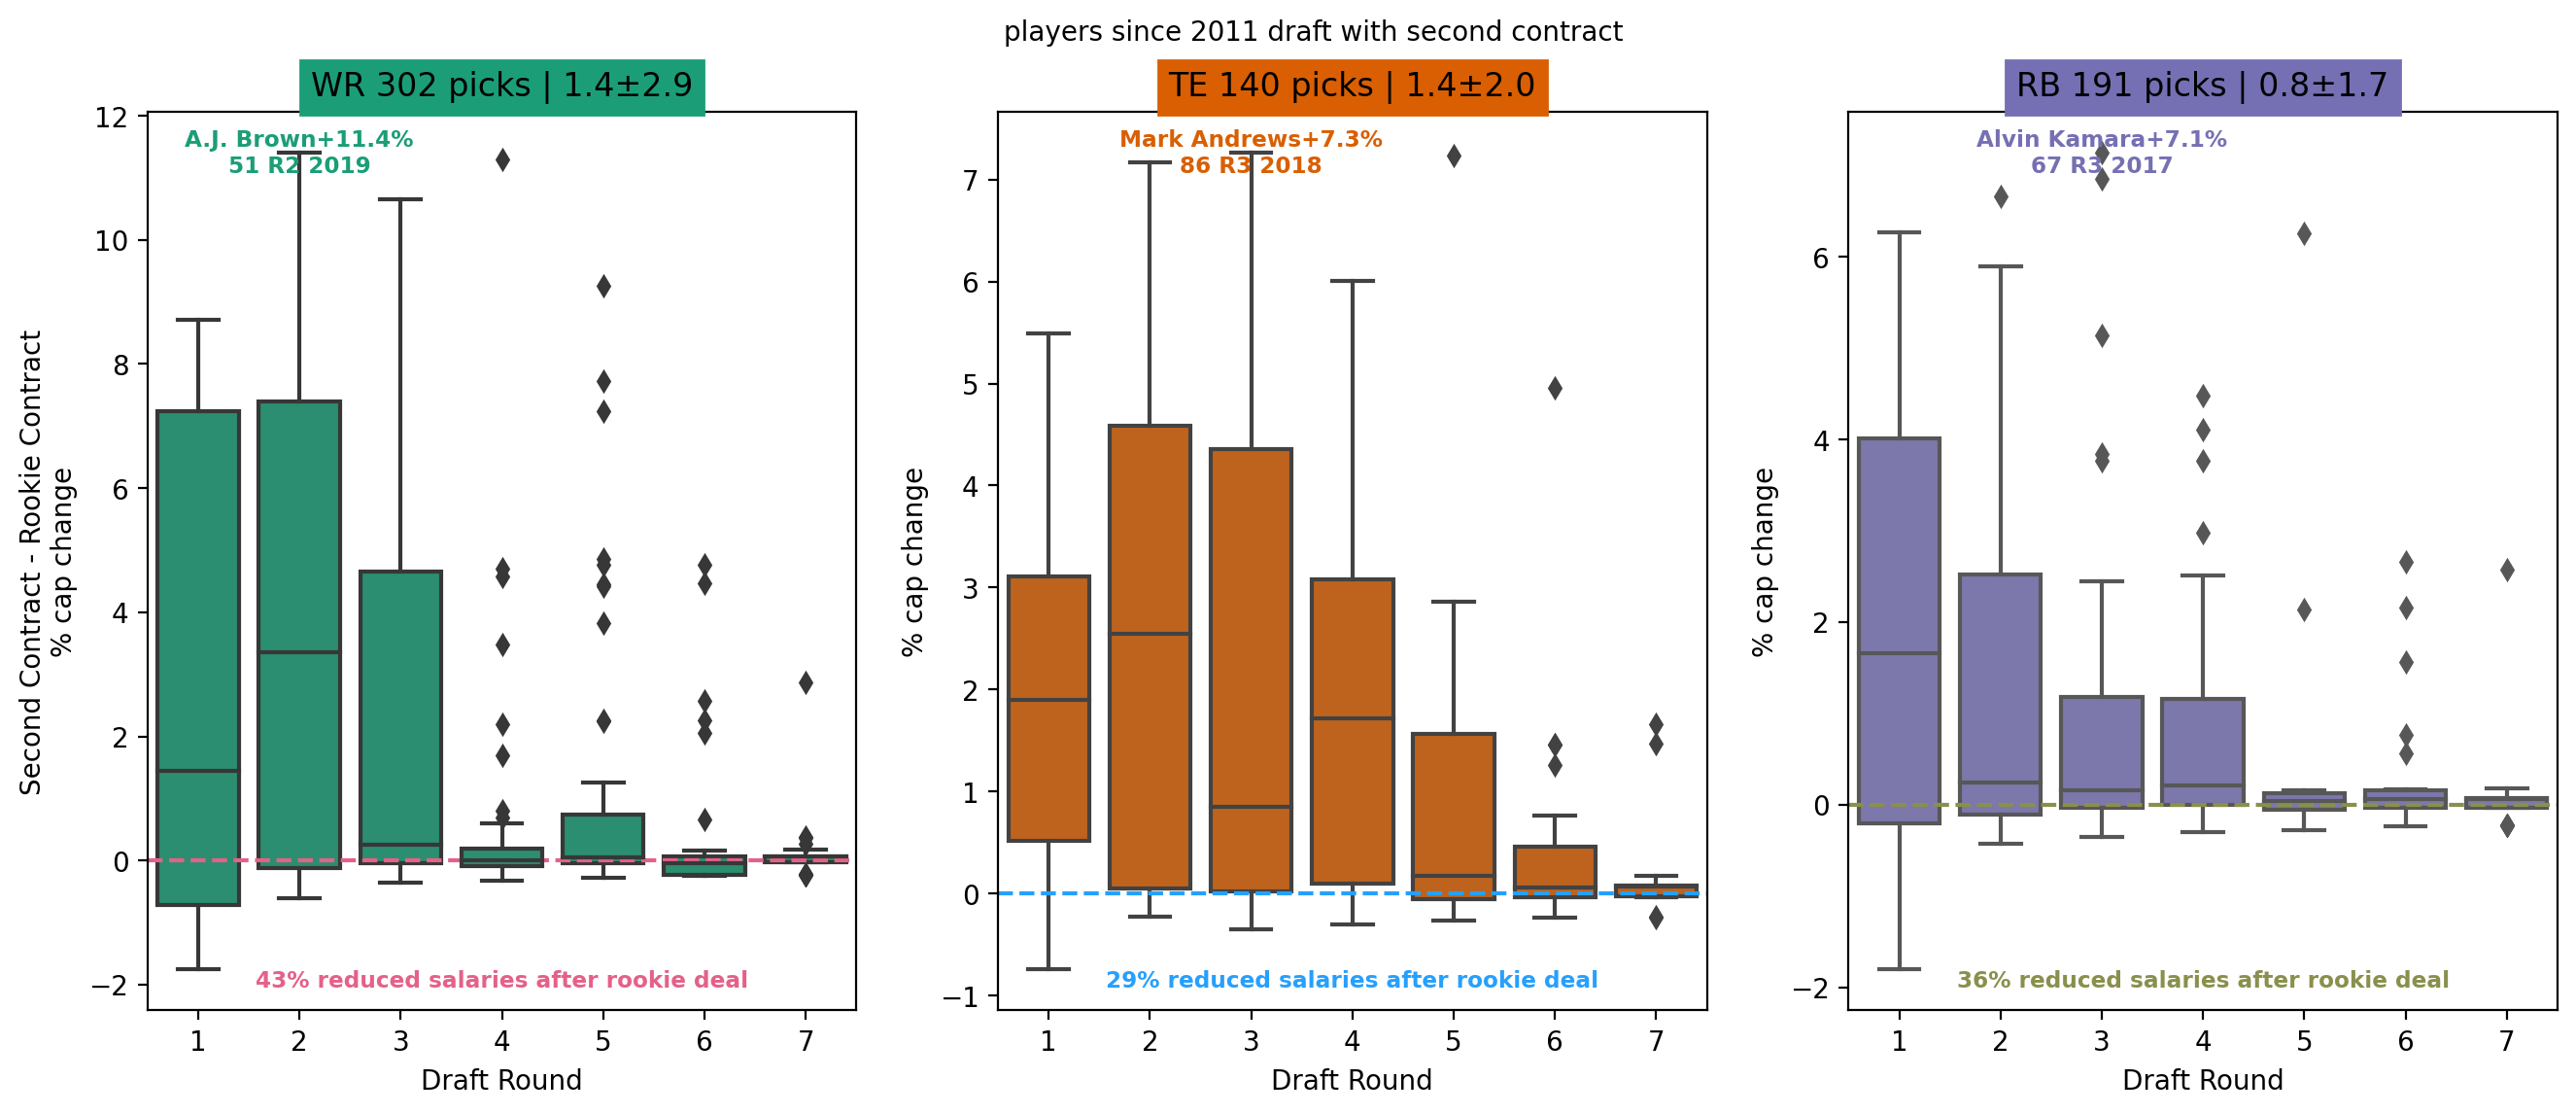 players since 2011 draft with second contract
WR 302 picks | 1.4±2.9
A.J. Brown+11.4%
51 R2 2019
Second Contract - Rookie Contract
% cap change
12
10
8
6
4
2
0
−2
43% reduced salaries after rookie deal
1 2 3 4 5 6 7
Draft Round
TE 140 picks | 1.4±2.0
Mark Andrews+7.3%
86 R3 2018
% cap change
7
6
5
4
3
2
1
0
−1
29% reduced salaries after rookie deal
1 2 3 4 5 6 7
Draft Round
RB 191 picks | 0.8±1.7
Alvin Kamara+7.1%
67 R3 2017
% cap change
6
4
2
0
−2
36% reduced salaries after rookie deal
1 2 3 4 5 6 7
Draft Round